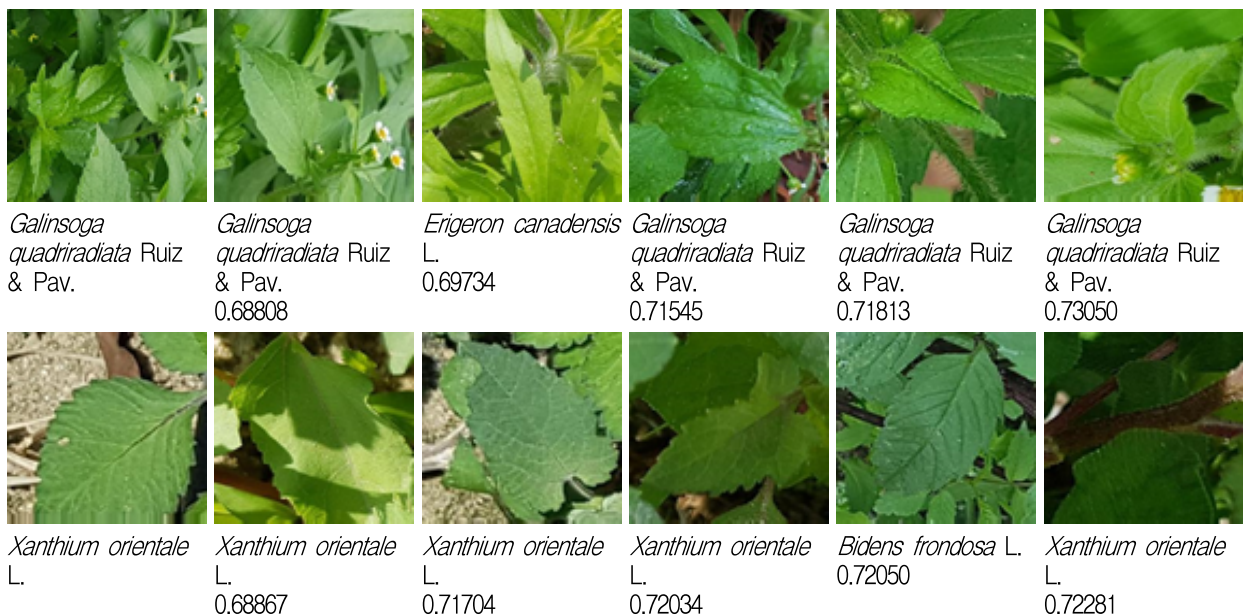 Galinsoga
quadriradiata Ruiz
& Pav.
Galinsoga
quadriradiata Ruiz
& Pav.
0.68808
Erigeron canadensis
L.
0.69734
Galinsoga
quadriradiata Ruiz
& Pav.
0.71545
Galinsoga
quadriradiata Ruiz
& Pav.
0.71813
Galinsoga
quadriradiata Ruiz
& Pav.
0.73050
Xanthium orientale
L.
Xanthium orientale
L.
0.68867
Xanthium orientale
L.
0.71704
Xanthium orientale
L.
0.72034
Bidens frondosa L.
0.72050
Xanthium orientale
L.
0.72281